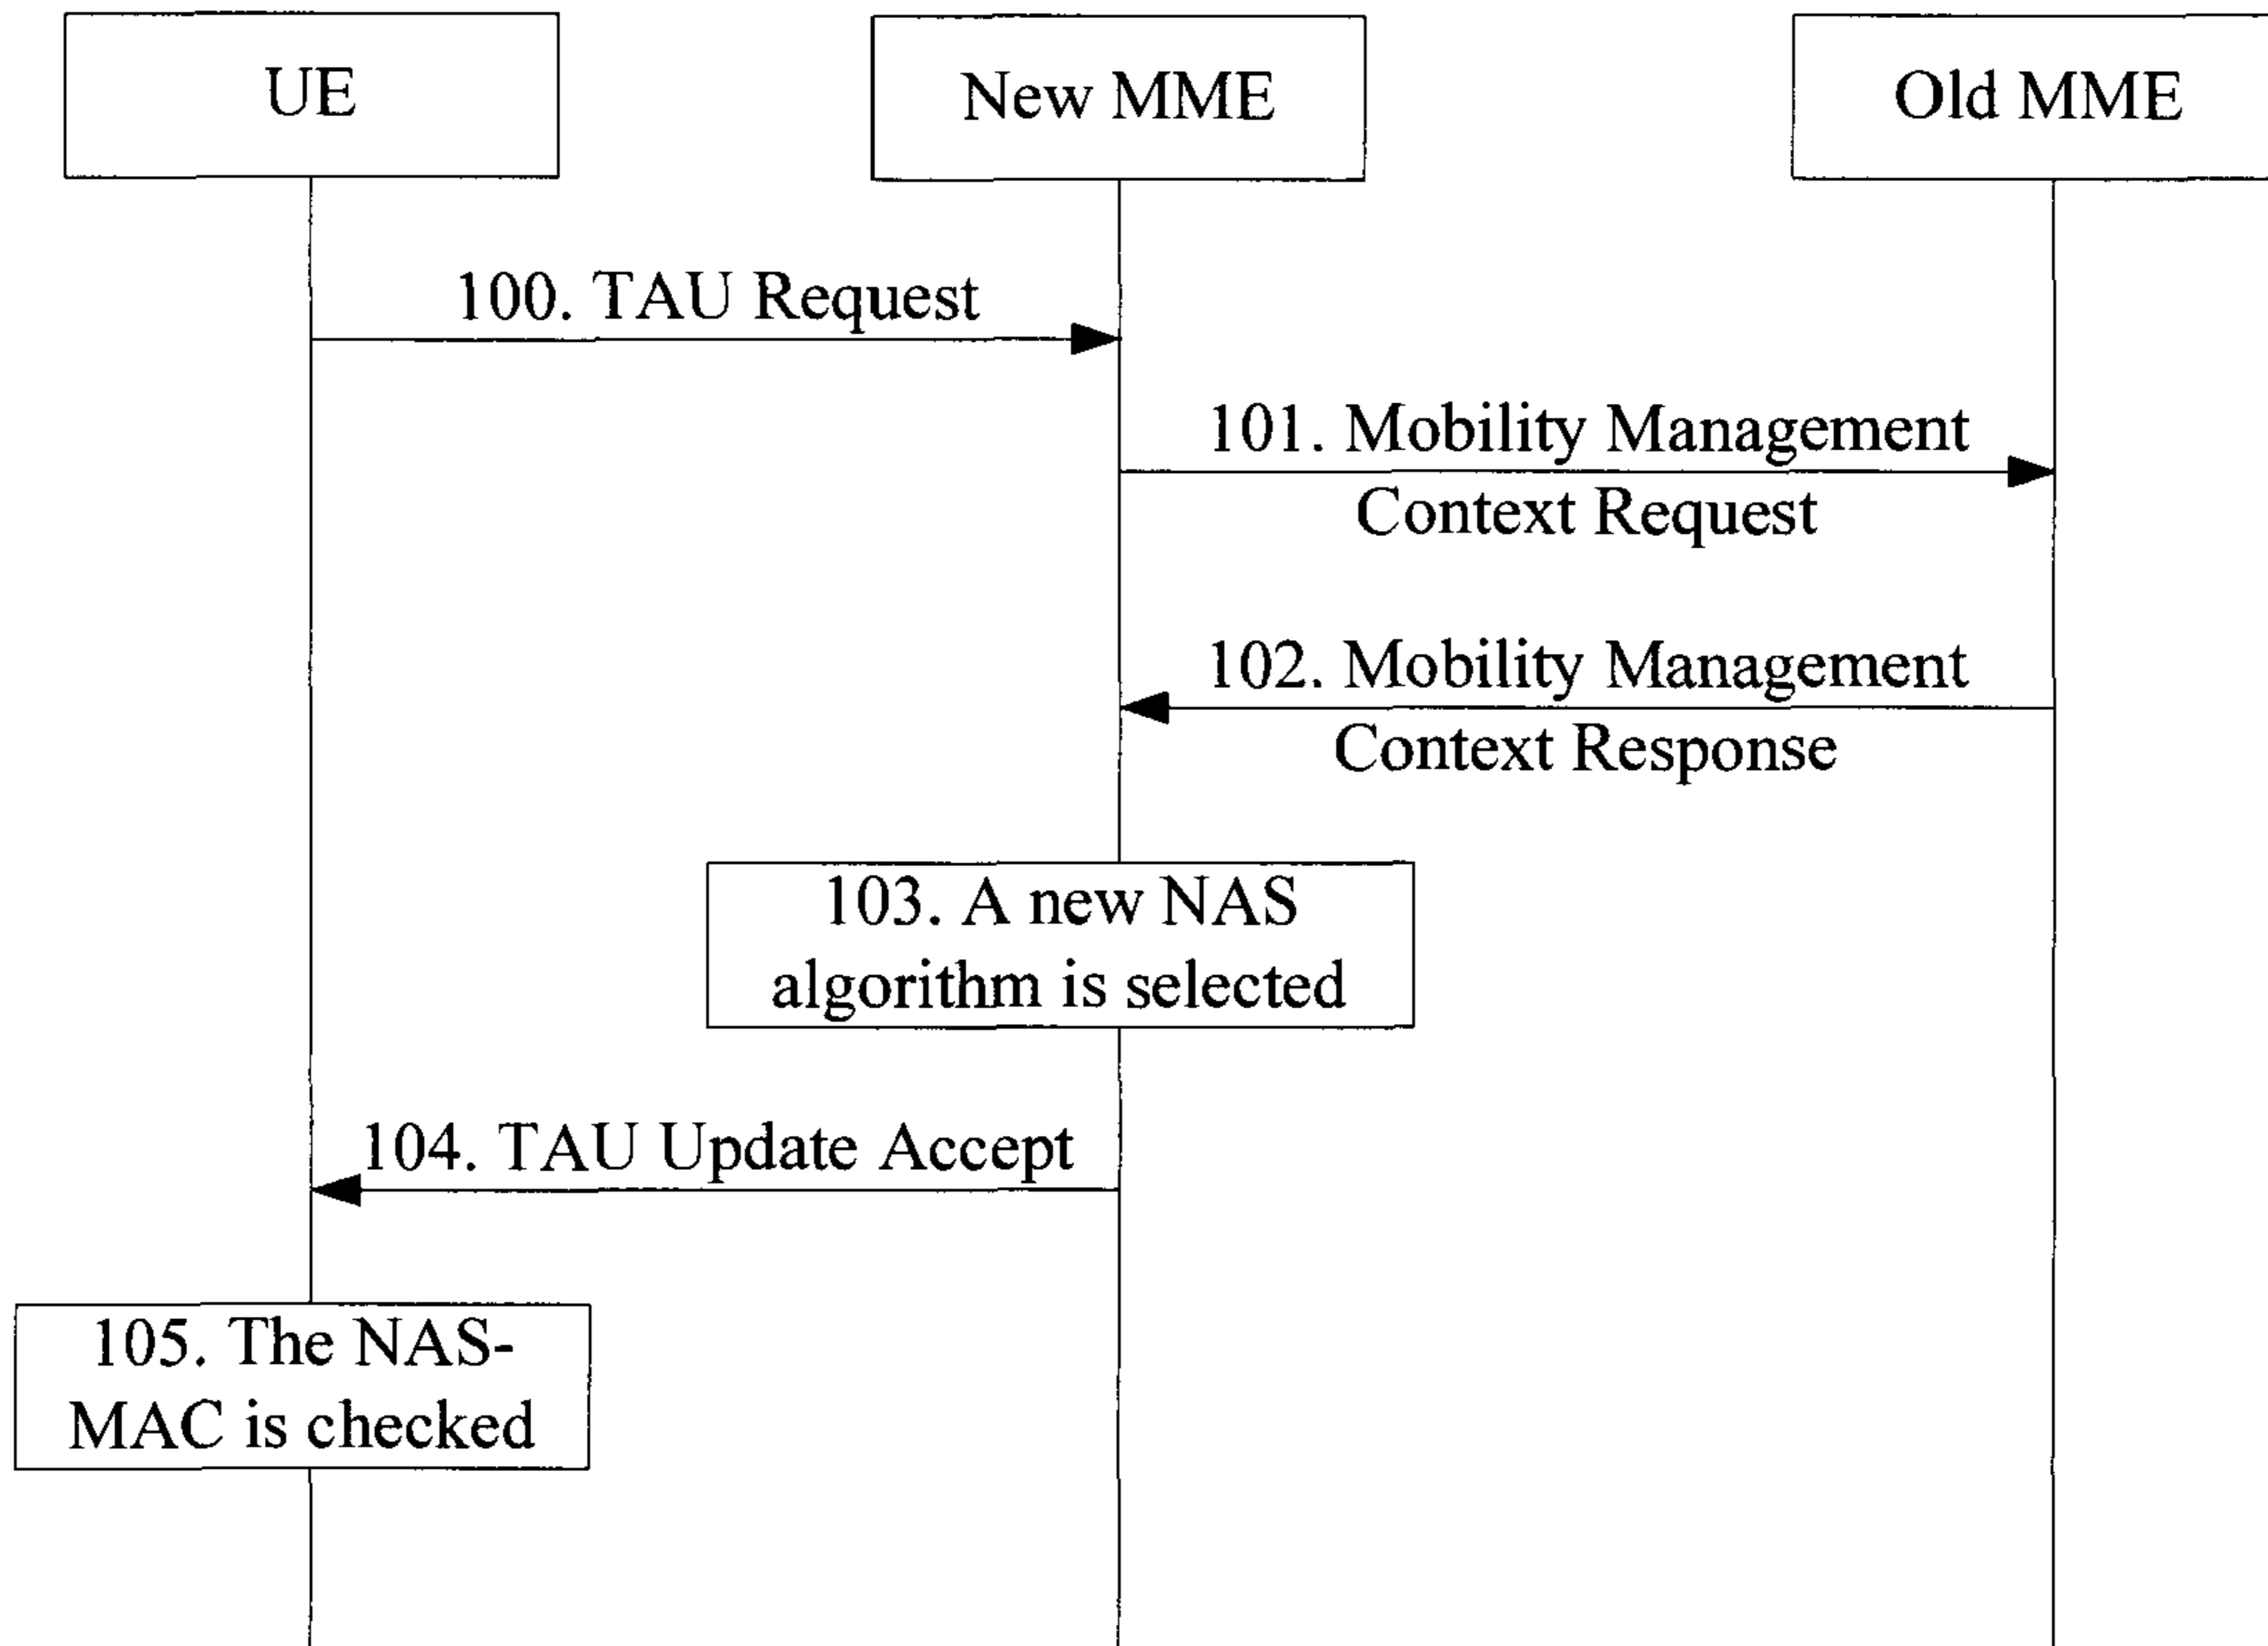 UE
New MME
Old MME
100. TAU Request
101. Mobility Management
Context Request
102. Mobility Management
Context Response
103. A new NAS
algorithm is selected
104. TAU Update Accept
105. The NAS-
MAC is checked